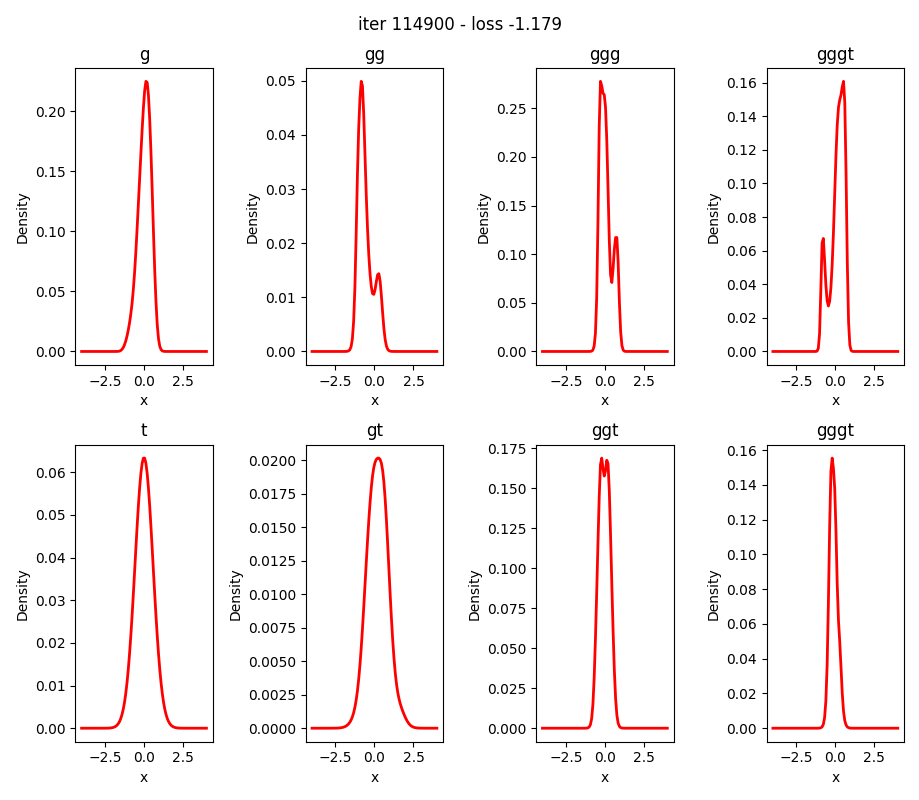 iter 114900 - loss -1.179
g
gg
ggg
gggt
0.20
0.15
0.10
0.05
0.00
Density
−2.5 0.0 2.5
x
0.05
0.04
0.03
0.02
0.01
0.00
Density
−2.5 0.0 2.5
x
0.25
0.20
0.15
0.10
0.05
0.00
Density
−2.5 0.0 2.5
x
0.16
0.14
0.12
0.10
0.08
0.06
0.04
0.02
0.00
Density
−2.5 0.0 2.5
x
t
gt
ggt
gggt
0.06
0.05
0.04
0.03
0.02
0.01
0.00
Density
−2.5 0.0 2.5
x
0.0200
0.0175
0.0150
0.0125
0.0100
0.0075
0.0050
0.0025
0.0000
Density
−2.5 0.0 2.5
x
0.175
0.150
0.125
0.100
0.075
0.050
0.025
0.000
Density
−2.5 0.0 2.5
x
0.16
0.14
0.12
0.10
0.08
0.06
0.04
0.02
0.00
Density
−2.5 0.0 2.5
x